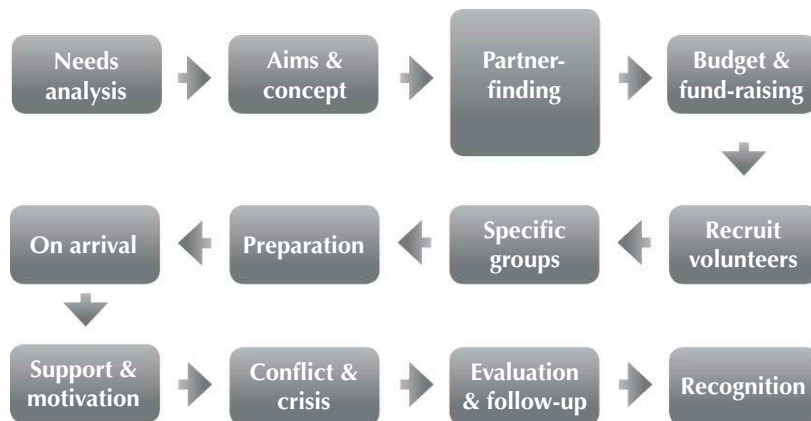 Needs
analysis
Aims &
concept
Partner-
finding
Budget &
fund-raising
Recruit
volunteers
Specific
groups
Preparation
On arrival
Support &
motivation
Conflict &
crisis
Evaluation
& follow-up
Recognition